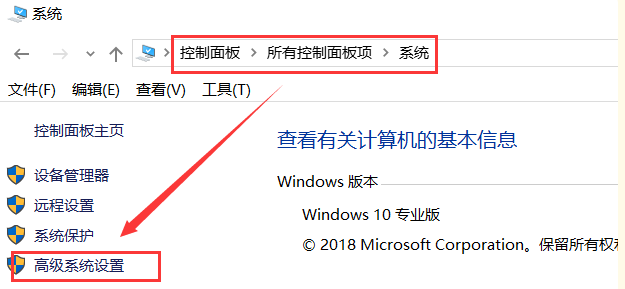 系统
控制面板 > 所有控制面板项 > 系统
文件(F) 编辑(E) 查看(V) 工具(T)
控制面板主页
查看有关计算机的基本信息
设备管理器
Windows 版本
远程设置
Windows 10 专业版
系统保护
© 2018 Microsoft Corporation。保留所有权
高级系统设置